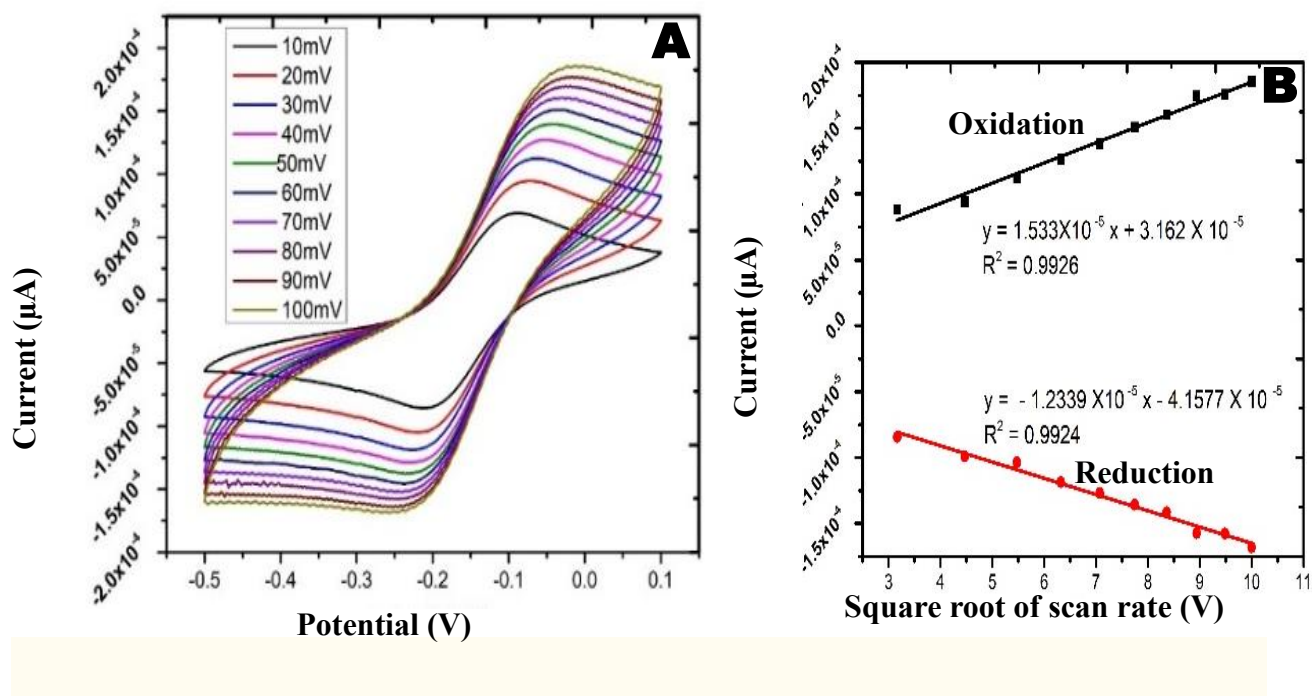 A
10mV
20mV
30mV
40mV
50mV
60mV
70mV
80mV
90mV
100mV
2.0x10-4
1.5x10-4
1.0x10-4
5.0x10-5
0.0
-5.0x10-5
-1.0x10-4
-1.5x10-4
-2.0x10-4
Current (µA)
-0.5 -0.4 -0.3 -0.2 -0.1 0.0 0.1
Potential (V)
B
2.0x10-4
1.5x10-4
1.0x10-4
5.0x10-5
0.0
-5.0x10-5
-1.0x10-4
-1.5x10-4
Current (µA)
Oxidation
y = 1.533X10-5 x + 3.162 X 10-5
R2 = 0.9926
y = - 1.2339 X10-5 x - 4.1577 X 10-5
R2 = 0.9924
Reduction
3 4 5 6 7 8 9 10 11
Square root of scan rate (V)